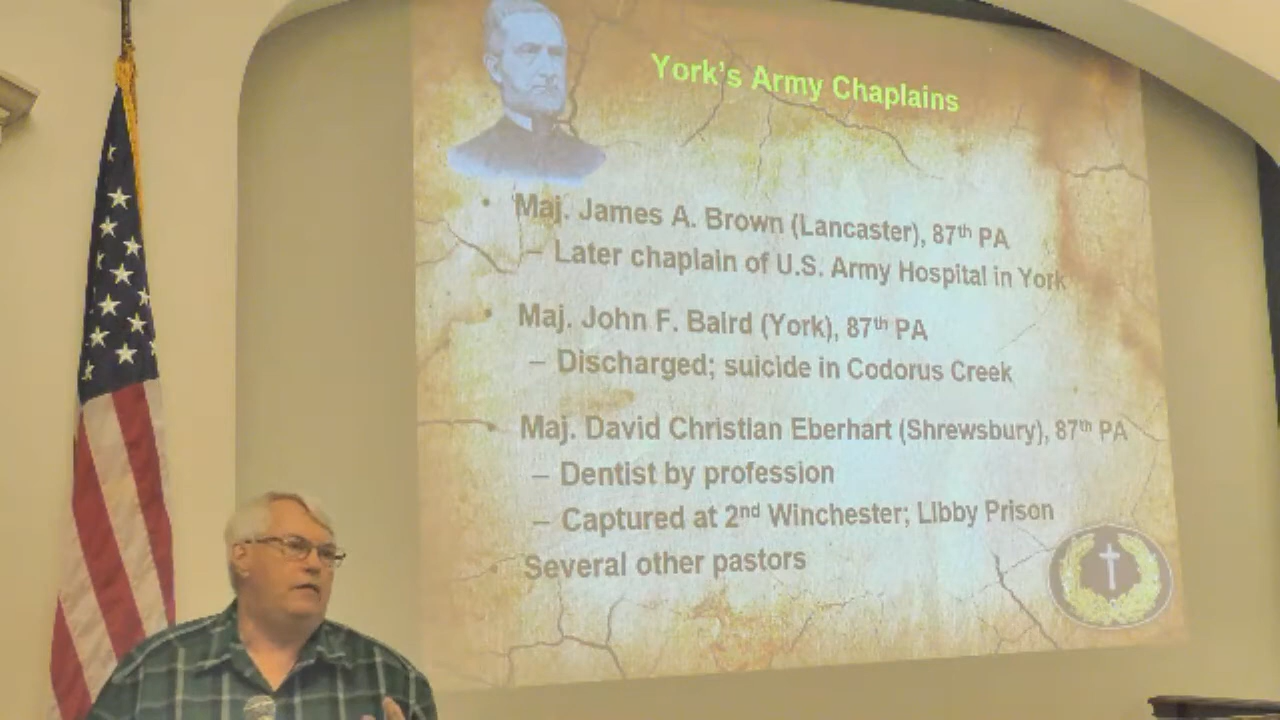 York's Army Chaplains
• Maj. James A. Brown (Lancaster), 87th PA
– Later chaplain of U.S. Army Hospital in York
• Maj. John F. Baird (York), 87th PA
– Discharged; suicide in Codorus Creek
• Maj. David Christian Eberhart (Shrewsbury), 87th PA
– Dentist by profession
– Captured at 2nd Winchester; Libby Prison
• Several other pastors